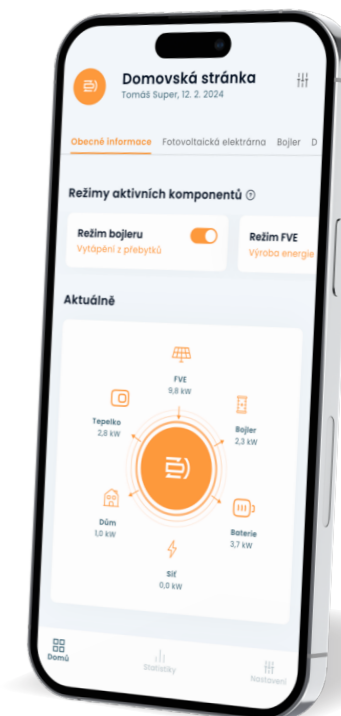 Domovská stránka
Tomáš Super, 12. 2. 2024
Obecné informace Fotovoltaická elektrárna Bojler D
Režimy aktivních komponentů
Režim bojleru
Vytápění z přebytků
Režim FVE
Výroba energie
Aktuálně
FVE
9,8 kW
Tepelko
2,8 kW
Bojler
2,3 kW
Dům
1,0 kW
Baterie
3,7 kW
Síť
0,0 kW
Domů
Statistiky
Nastavení